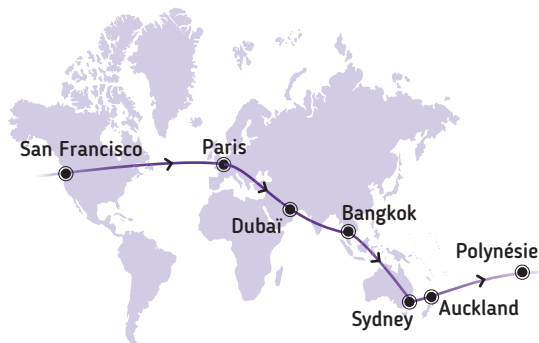 San Francisco
Paris
Dubaï
Bangkok
Polynésie
Sydney
Auckland